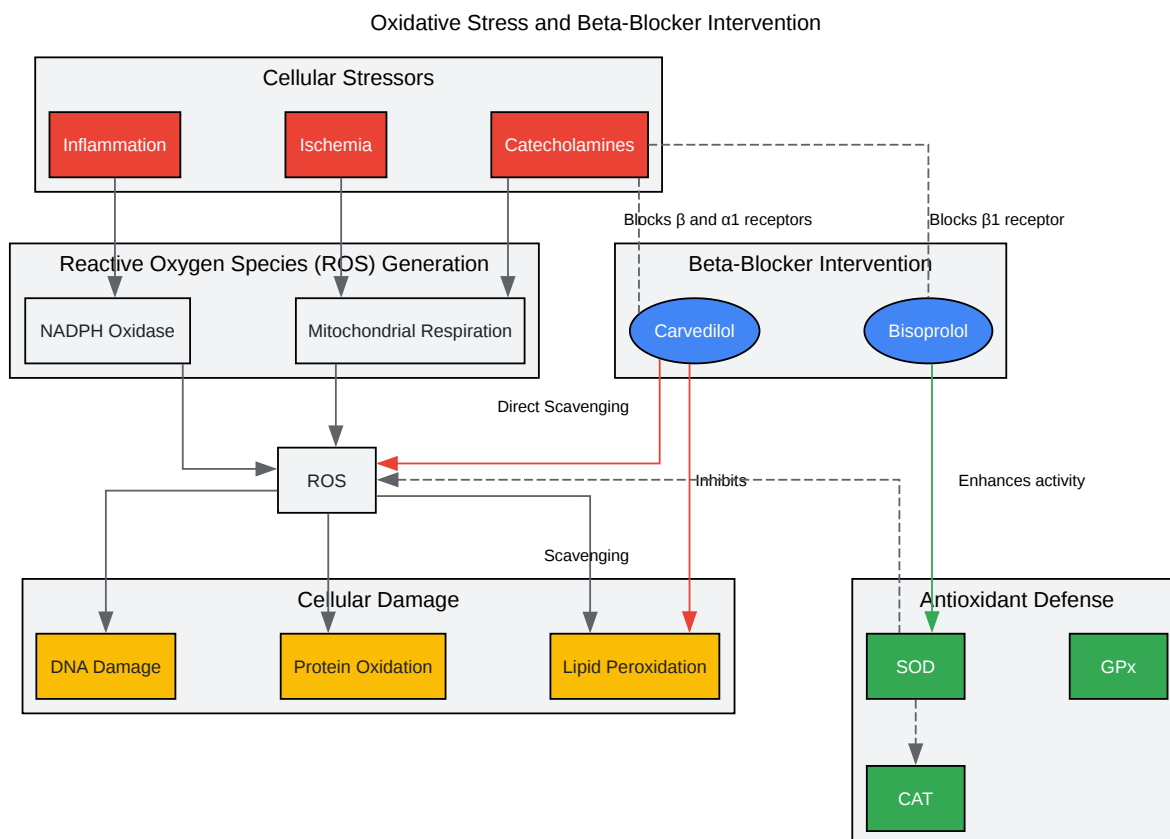 Oxidative Stress and Beta-Blocker Intervention
Cellular Stressors
Inflammation
Ischemia
Catecholamines
Blocks β and α1 receptors
Blocks β1 receptor
Reactive Oxygen Species (ROS) Generation
Beta-Blocker Intervention
NADPH Oxidase
Mitochondrial Respiration
Carvedilol
Bisoprolol
Direct Scavenging
ROS
Inhibits
Enhances activity
Scavenging
Cellular Damage
Antioxidant Defense
DNA Damage
Protein Oxidation
Lipid Peroxidation
SOD
GPx
CAT